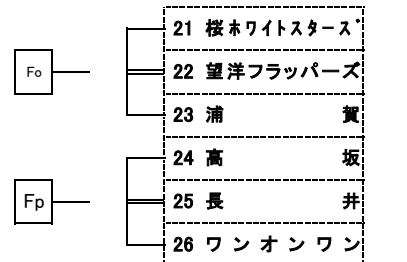 21 桜ホワイトスターズ
Fo
22 望洋フラッパーズ
23 浦賀
24 高坂
Fp
25 長井
26 ワンオンワン